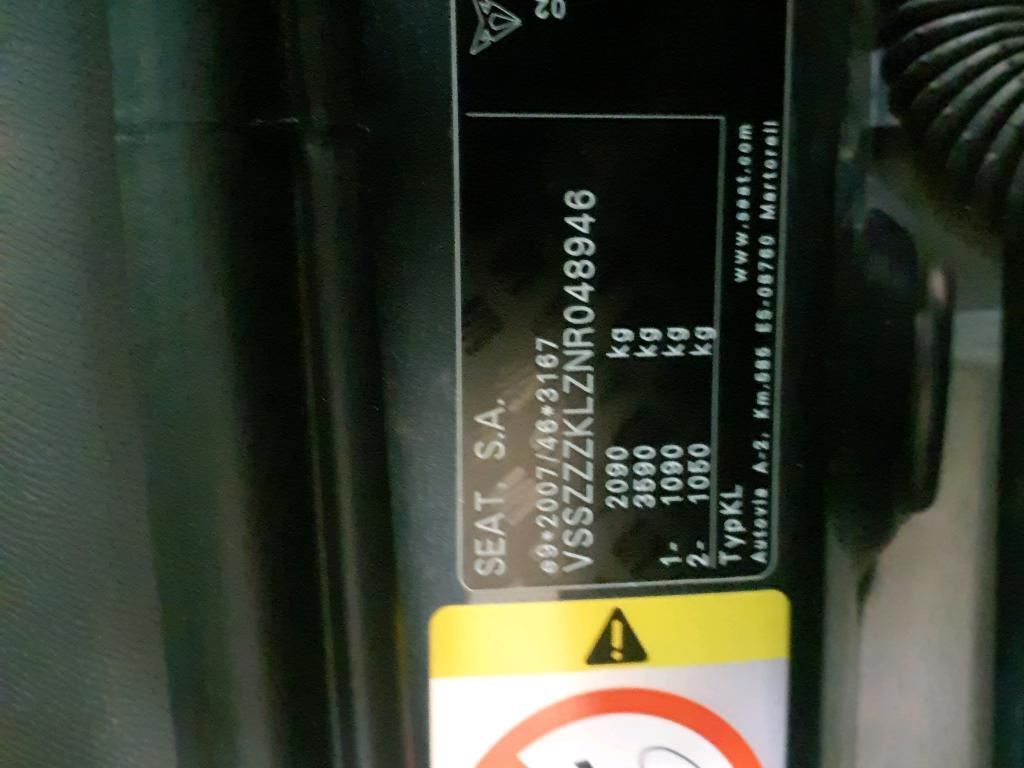 02
SEAT, S.A.
e9*2007/46*3167
VSSZZZKLZNR048946
2090 kg
3590 kg
1- 1090 kg
2- 1050 kg
TypKL www.seat.com
Autovia A-2, Km.585 ES-08760 Martorell